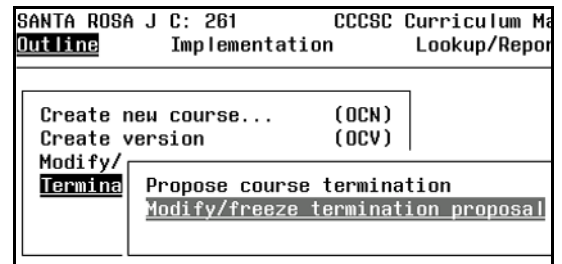 SANTA ROSA J C: 261 CCCSC Curriculum Ma
Outline Implementation Lookup/Repor
Create new course... (OCN)
Create version (OCV)
Modify/
Termina
Propose course termination
Modify/freeze termination proposal